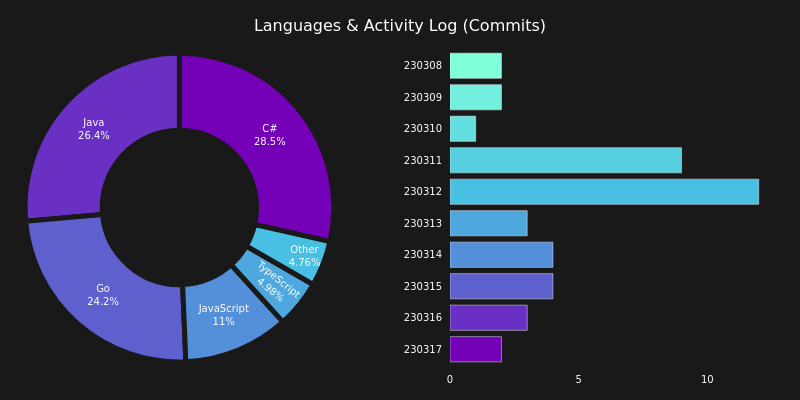 Languages & Activity Log (Commits)
Java
26.4%
C#
28.5%
Other
4.76%
TypeScript
4.98%
JavaScript
11%
Go
24.2%
230308
230309
230310
230311
230312
230313
230314
230315
230316
230317
0 5 10